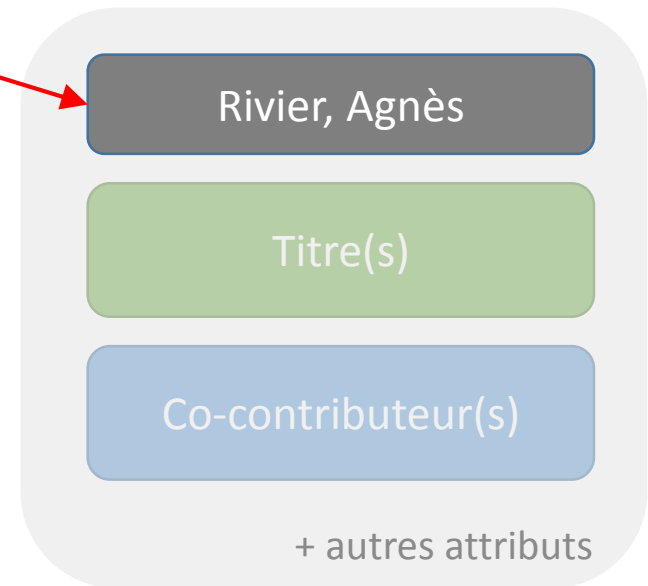 Rivier, Agnès
Titre(s)
Co-contributeur(s)
+ autres attributs